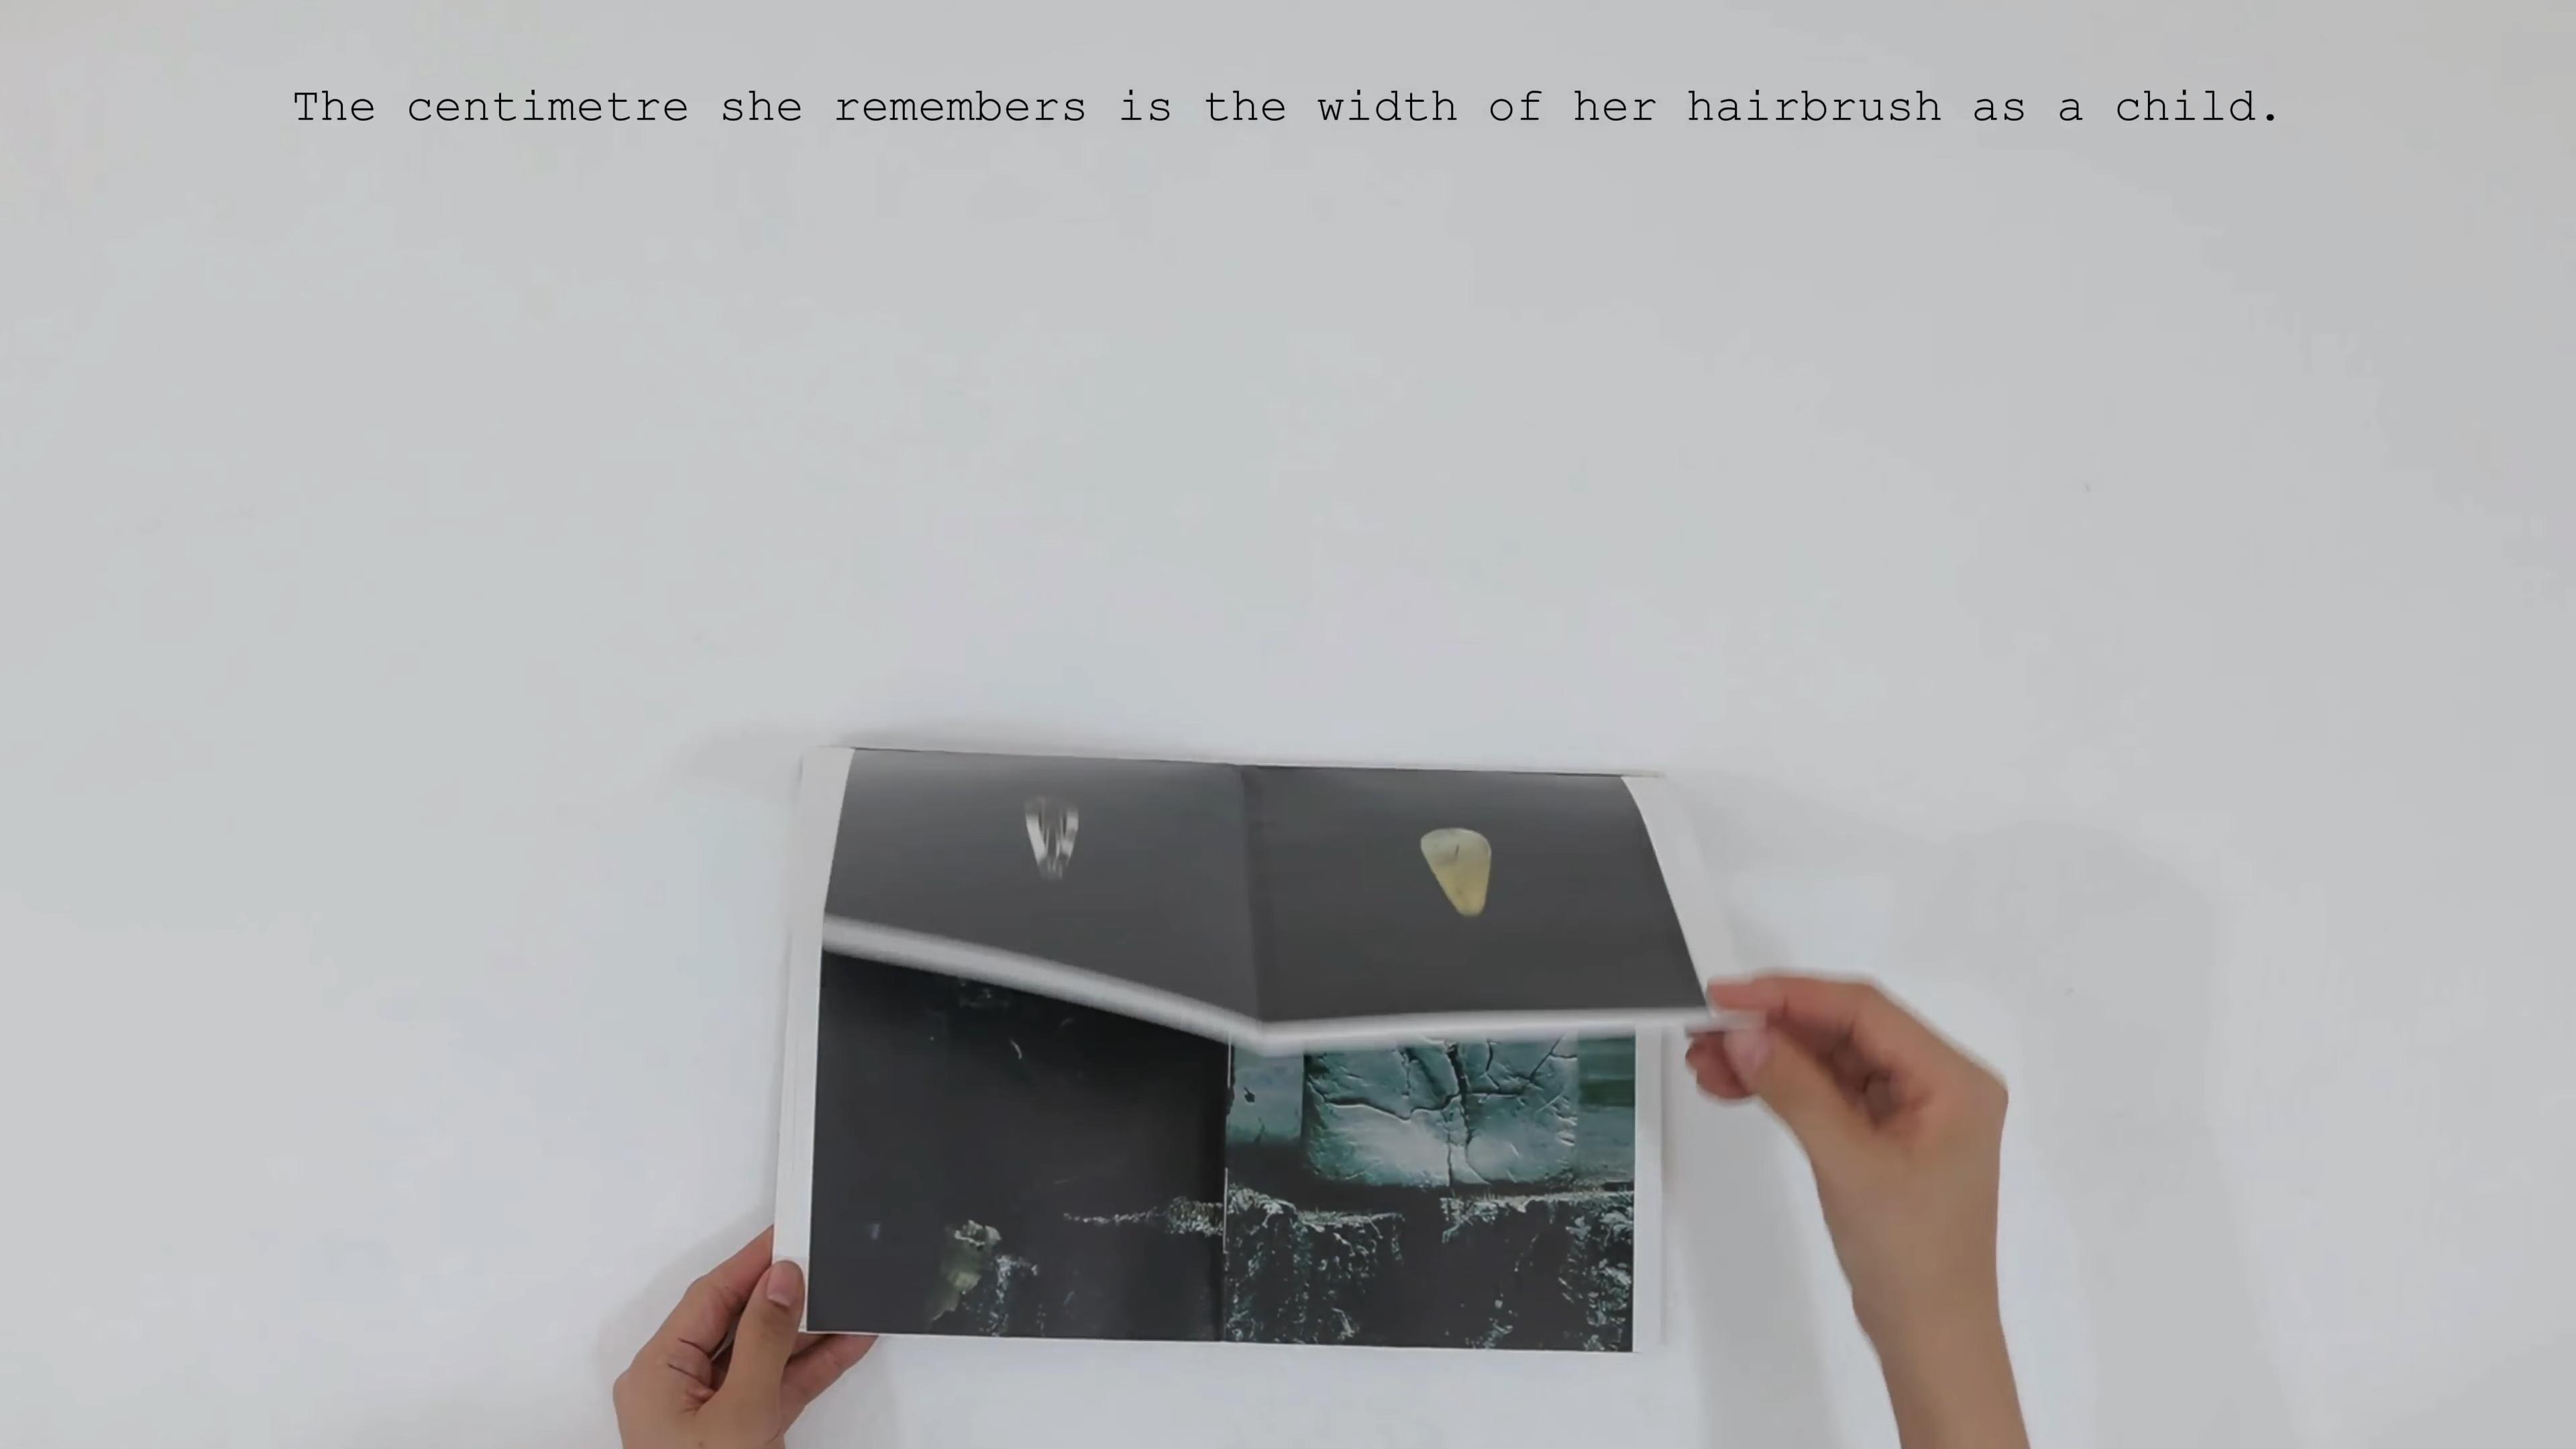 The centimetre she remembers is the width of her hairbrush as a child.